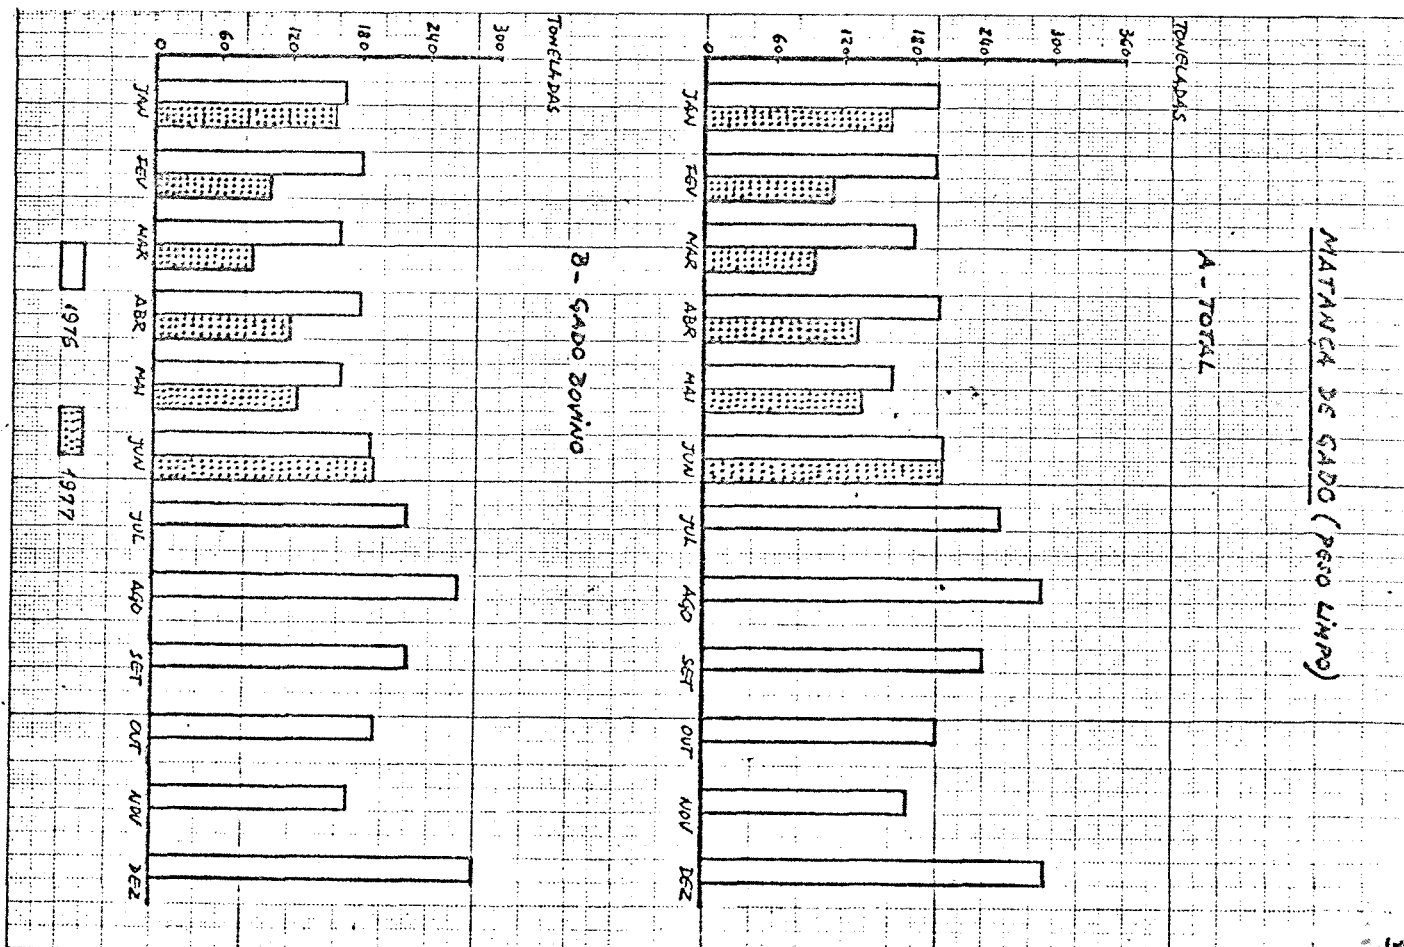 MATANÇA DE GADO (PESO LIMPO)
A - TOTAL
TONELADAS
360
300
240
180
120
60
0
JAN FEV MAR ABR MAI JUN JUL AGO SET OUT NOV DEZ
B - GADO BOVINO
TONELADAS
300
240
180
120
60
0
JAN FEV MAR ABR MAI JUN JUL AGO SET OUT NOV DEZ
1976 1977